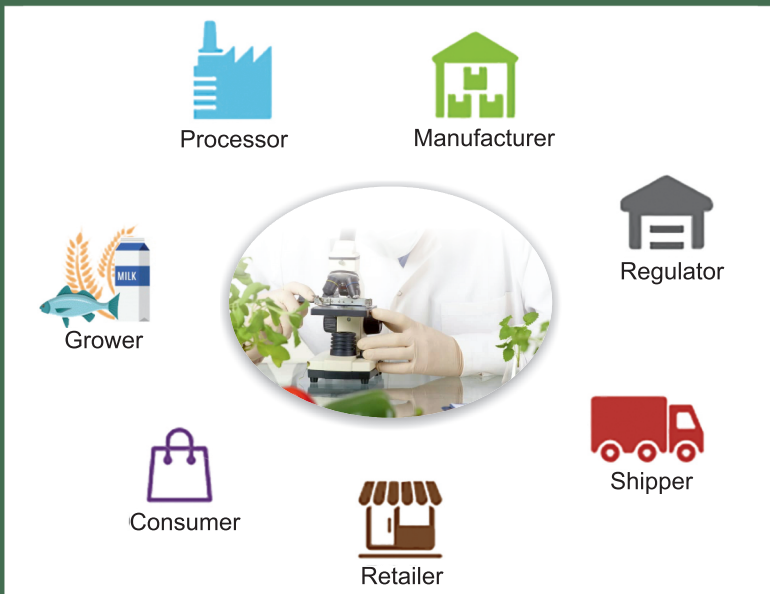 Processor
Manufacturer
Regulator
MILK
Grower
Shipper
Consumer
Retailer